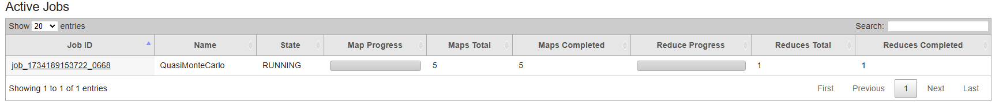 Active Jobs
Show 20 entries Search:
Job ID Name State Map Progress Maps Total Maps Completed Reduce Progress Reduces Total Reduces Completed
job_1734189153722_0668 QuasiMonteCarlo RUNNING 5 5 1 1
Showing 1 to 1 of 1 entries First Previous 1 Next Last